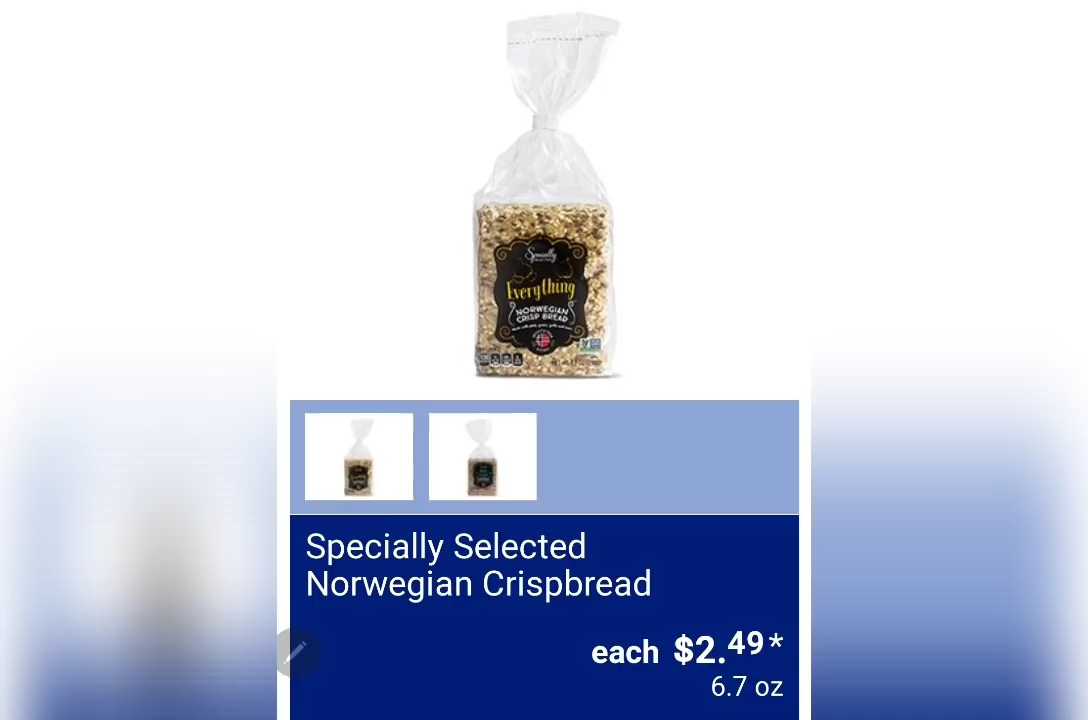 Specially
Everything
NORWEGIAN
CRISP BREAD
Specially Selected
Norwegian Crispbread
each $2.49*
6.7 oz